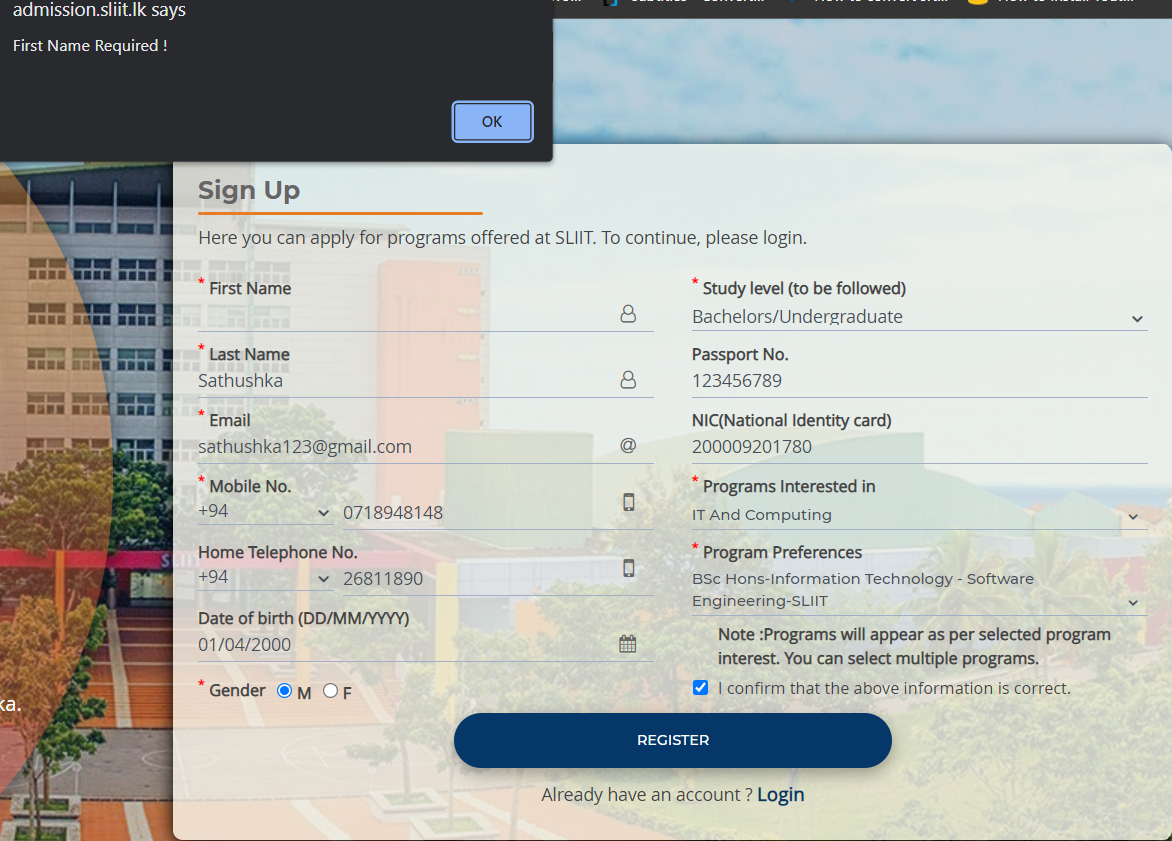 admission.sliit.lk says
First Name Required !
OK
Sign Up
Here you can apply for programs offered at SLIIT. To continue, please login.
* First Name
* Last Name
Sathushka
* Email
sathushka123@gmail.com
@
* Mobile No.
+94 0718948148
Home Telephone No.
+94 26811890
Date of birth (DD/MM/YYYY)
01/04/2000
* Gender M F
* Study level (to be followed)
Bachelors/Undergraduate
Passport No.
123456789
NIC(National Identity card)
200009201780
* Programs Interested in
IT And Computing
* Program Preferences
BSc Hons-Information Technology - Software
Engineering-SLIIT
Note :Programs will appear as per selected program
interest. You can select multiple programs.
I confirm that the above information is correct.
REGISTER
Already have an account ? Login
ka.